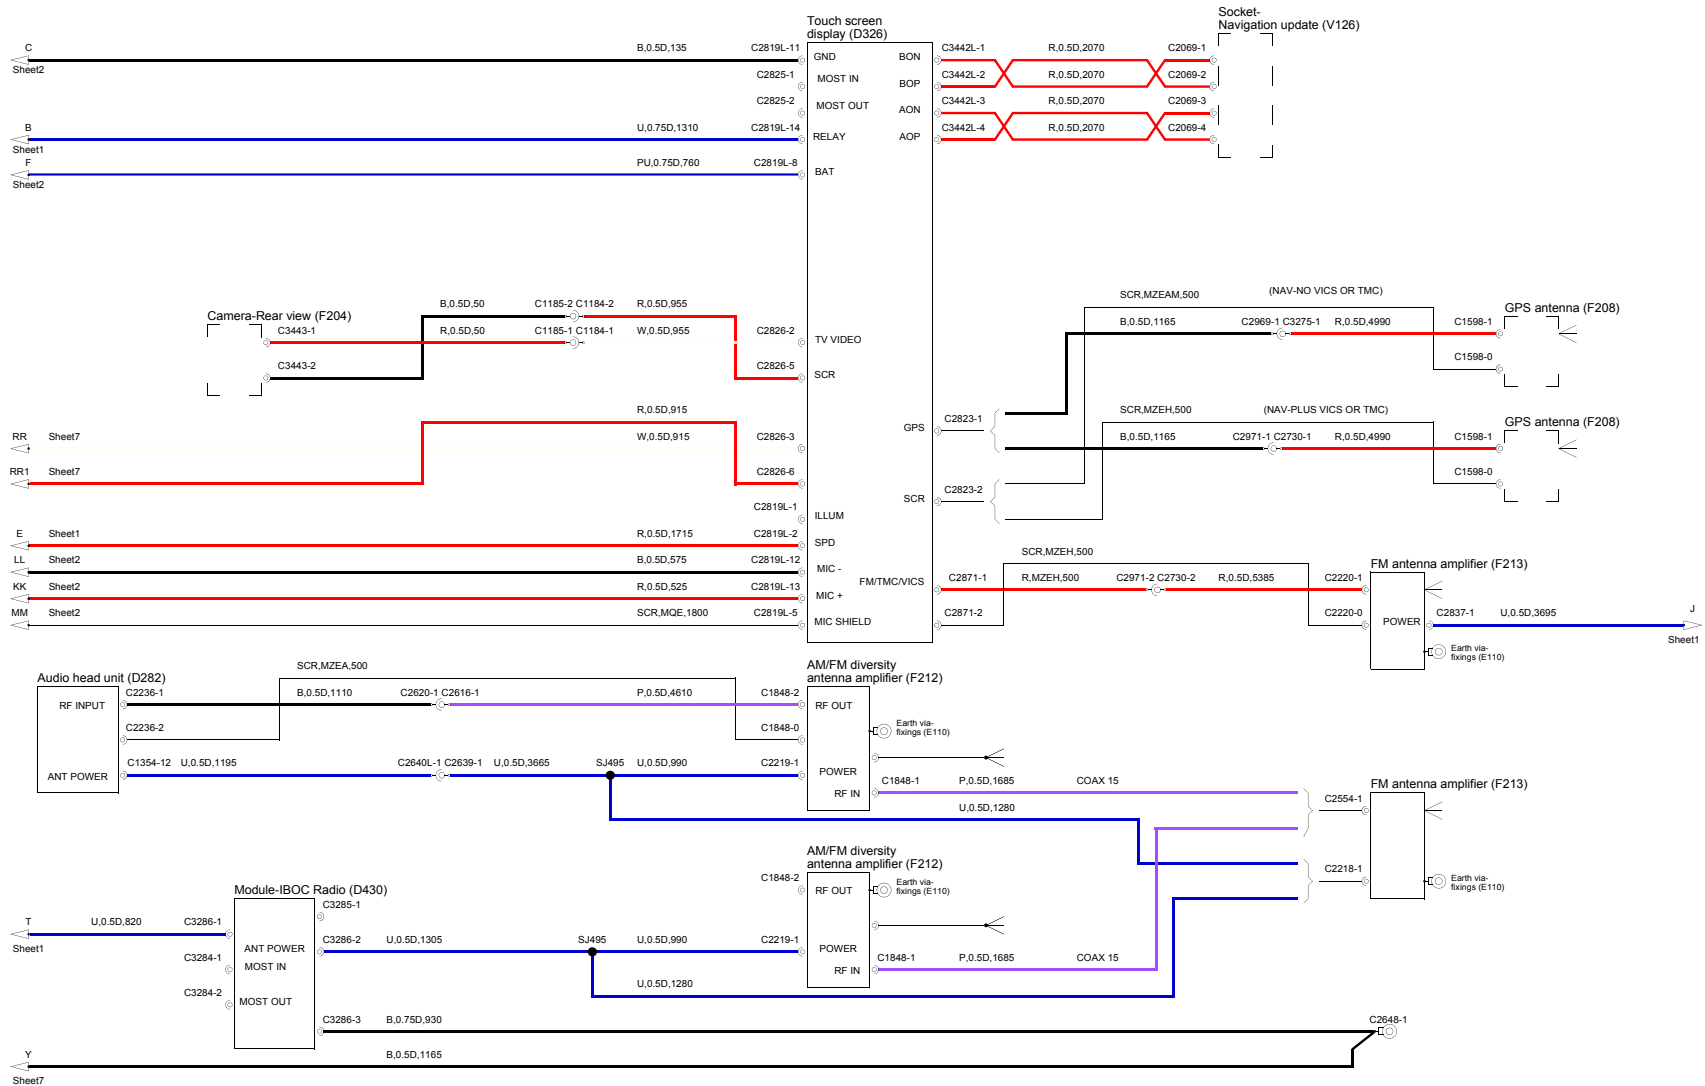 Touch screen
display (D326)
Socket-
Navigation update (V126)
C
Sheet2
B,0.5D,135
C2819L-11
GND
BON
C3442L-1
R,0.5D,2070
C2069-1
C2825-1
MOST IN
BOP
C3442L-2
R,0.5D,2070
C2069-2
C2825-2
MOST OUT
AON
C3442L-3
R,0.5D,2070
C2069-3
B
Sheet1
U,0.75D,1310
C2819L-14
RELAY
AOP
C3442L-4
R,0.5D,2070
C2069-4
F
Sheet2
PU,0.75D,760
C2819L-8
BAT
Camera-Rear view (F204)
C3443-1
C3443-2
B,0.5D,50
C1185-2 C1184-2
R,0.5D,955
R,0.5D,50
C1185-1 C1184-1
W,0.5D,955
C2826-2
TV VIDEO
C2826-5
SCR
SCR,MZEAM,500
(NAV-NO VICS OR TMC)
GPS antenna (F208)
B,0.5D,1165
C2969-1 C3275-1
R,0.5D,4990
C1598-1
C1598-0
R,0.5D,915
RR
Sheet7
W,0.5D,915
C2826-3
RR1
Sheet7
C2826-6
GPS
C2823-1
SCR,MZEH,500
(NAV-PLUS VICS OR TMC)
GPS antenna (F208)
B,0.5D,1165
C2971-1 C2730-1
R,0.5D,4990
C1598-1
C1598-0
SCR
C2823-2
C2819L-1
ILLUM
E
Sheet1
R,0.5D,1715
C2819L-2
SPD
LL
Sheet2
B,0.5D,575
C2819L-12
MIC -
KK
Sheet2
R,0.5D,525
C2819L-13
MIC +
MM
Sheet2
SCR,MQE,1800
C2819L-5
MIC SHIELD
FM/TMC/VICS
C2871-1
C2871-2
SCR,MZEH,500
R,MZEH,500
C2971-2 C2730-2
R,0.5D,5385
C2220-1
C2220-0
FM antenna amplifier (F213)
POWER
C2837-1
U,0.5D,3695
J
Sheet1
Earth via-
fixings (E110)
Audio head unit (D282)
SCR,MZEA,500
RF INPUT
C2236-1
B,0.5D,1110
C2620-1 C2616-1
P,0.5D,4610
C1848-2
C2236-2
C1848-0
ANT POWER
C1354-12
U,0.5D,1195
C2640L-1 C2639-1
U,0.5D,3665
SJ495
U,0.5D,990
C2219-1
AM/FM diversity
antenna amplifier (F212)
RF OUT
Earth via-
fixings (E110)
POWER
RF IN
C1848-1
P,0.5D,1685
COAX 15
U,0.5D,1280
FM antenna amplifier (F213)
C2554-1
C2218-1
Earth via-
fixings (E110)
AM/FM diversity
antenna amplifier (F212)
C1848-2
RF OUT
Earth via-
fixings (E110)
POWER
RF IN
C1848-1
P,0.5D,1685
COAX 15
Module-IBOC Radio (D430)
C3285-1
T
Sheet1
U,0.5D,820
C3286-1
ANT POWER
C3286-2
U,0.5D,1305
SJ495
U,0.5D,990
C2219-1
C3284-1
MOST IN
C3284-2
MOST OUT
U,0.5D,1280
C3286-3
B,0.75D,930
C2648-1
Y
Sheet7
B,0.5D,1165